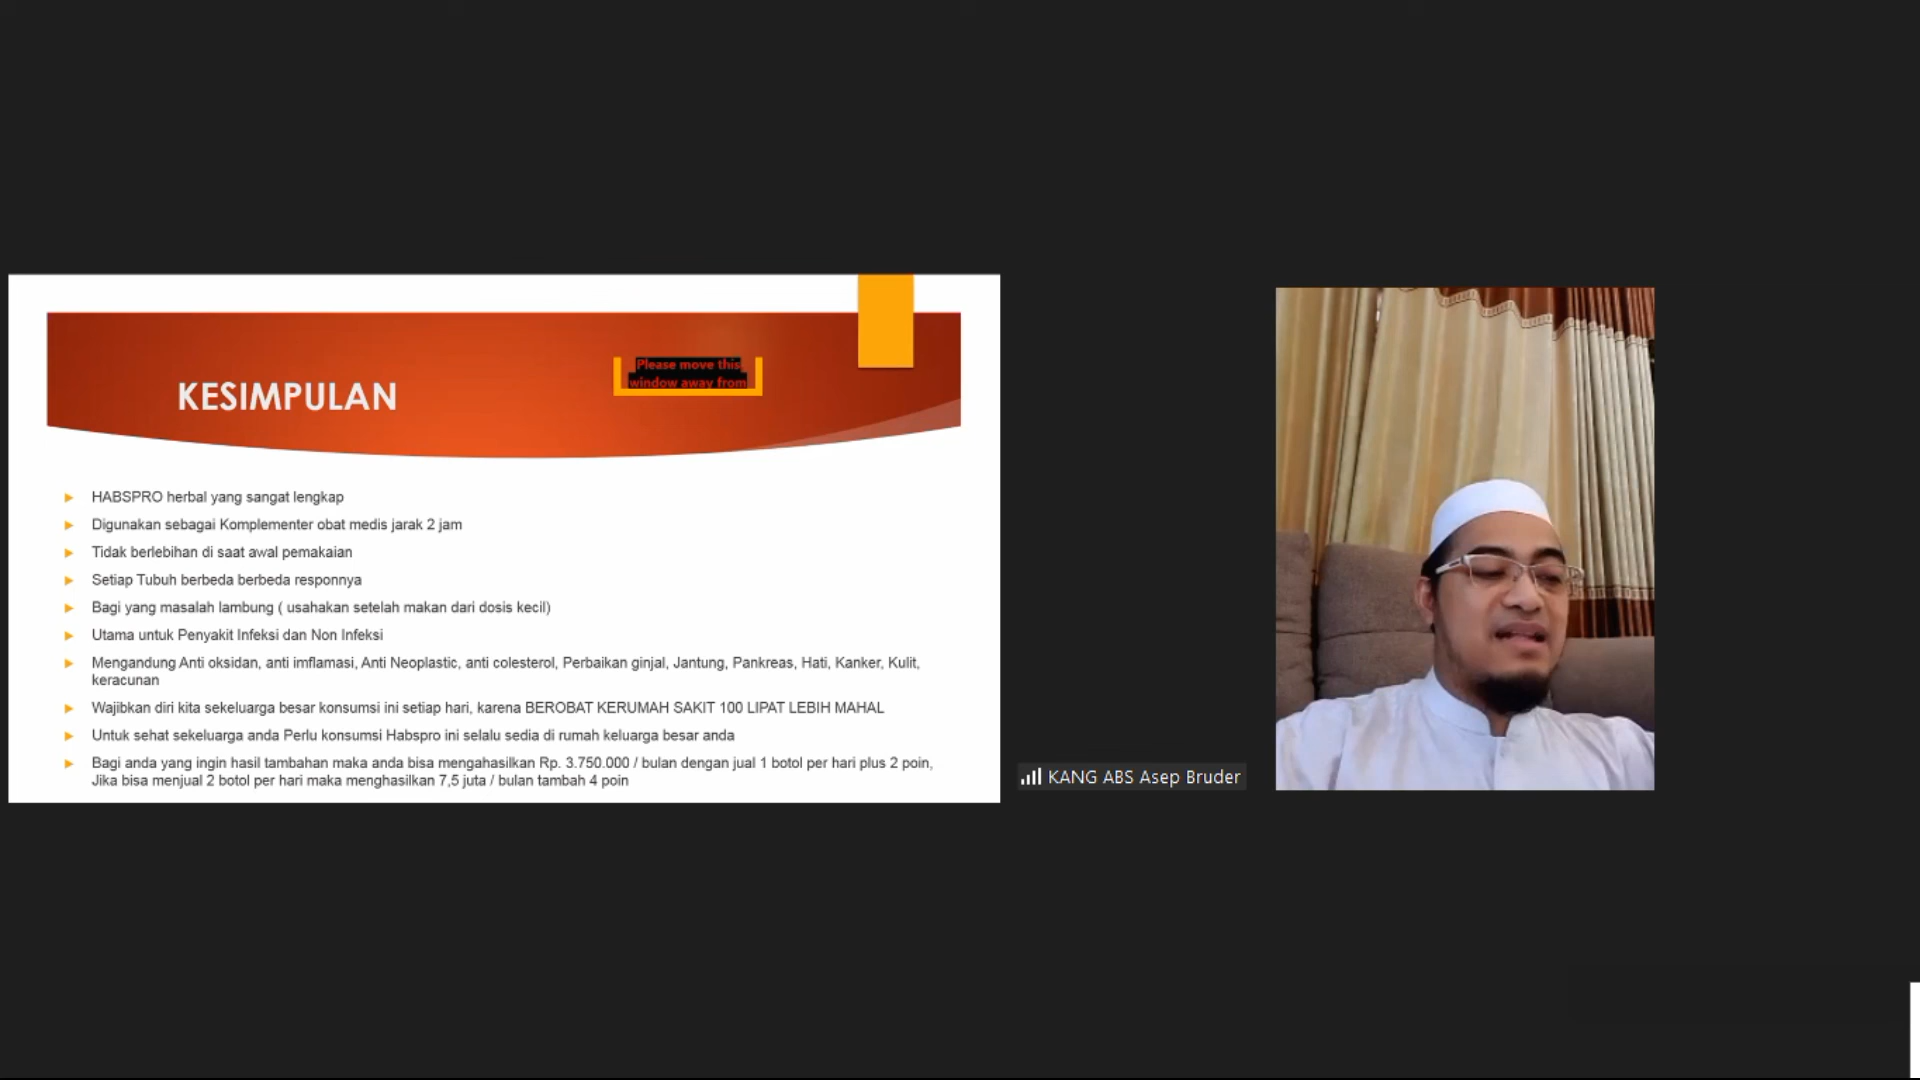 KESIMPULAN
Please move this
window away from
HABSPRO herbal yang sangat lengkap
Digunakan sebagai Komplementer obat medis jarak 2 jam
Tidak berlebihan di saat awal pemakaian
Setiap Tubuh berbeda berbeda responnya
Bagi yang masalah lambung ( usahakan setelah makan dari dosis kecil)
Utama untuk Penyakit Infeksi dan Non Infeksi
Mengandung Anti oksidan, anti imflamasi, Anti Neoplastic, anti colesterol, Perbaikan ginjal, Jantung, Pankreas, Hati, Kanker, Kulit,
keracunan
Wajibkan diri kita sekeluarga besar konsumsi ini setiap hari, karena BEROBAT KERUMAH SAKIT 100 LIPAT LEBIH MAHAL
Untuk sehat sekeluarga anda Perlu konsumsi Habspro ini selalu sedia di rumah keluarga besar anda
Bagi anda yang ingin hasil tambahan maka anda bisa mengahasilkan Rp. 3.750.000 / bulan dengan jual 1 botol per hari plus 2 poin,
Jika bisa menjual 2 botol per hari maka menghasilkan 7,5 juta / bulan tambah 4 poin
KANG ABS Asep Bruder